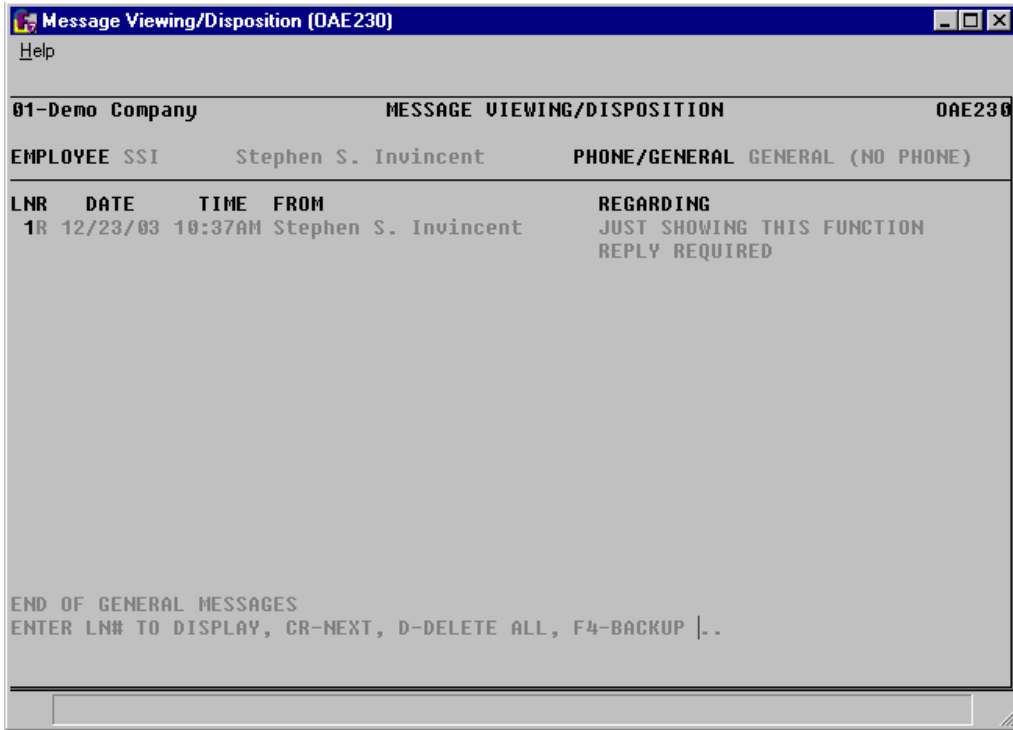 Message Viewing/Disposition (OAE230)
Help
01-Demo Company MESSAGE VIEWING/DISPOSITION OAE230
EMPLOYEE SSI Stephen S. Invincent PHONE/GENERAL GENERAL (NO PHONE)
LNR DATE TIME FROM REGARDING
1R 12/23/03 10:37AM Stephen S. Invincent JUST SHOWING THIS FUNCTION
REPLY REQUIRED
END OF GENERAL MESSAGES
ENTER LN# TO DISPLAY, CR-NEXT, D-DELETE ALL, F4-BACKUP ..